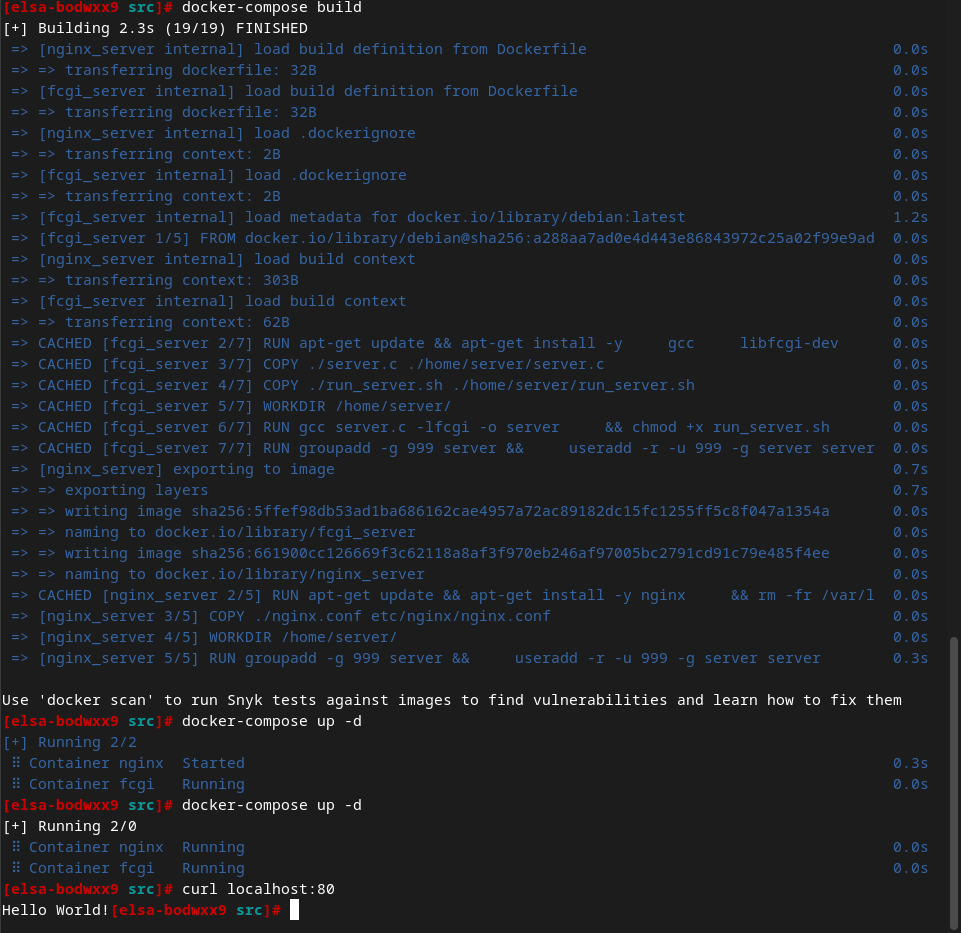 [elsa-bodwxx9 src]# docker-compose build
[+] Building 2.3s (19/19) FINISHED
=> [nginx_server internal] load build definition from Dockerfile 0.0s
=> => transferring dockerfile: 32B 0.0s
=> [fcgi_server internal] load build definition from Dockerfile 0.0s
=> => transferring dockerfile: 32B 0.0s
=> [nginx_server internal] load .dockerignore 0.0s
=> => transferring context: 2B 0.0s
=> [fcgi_server internal] load .dockerignore 0.0s
=> => transferring context: 2B 0.0s
=> [fcgi_server internal] load metadata for docker.io/library/debian:latest 1.2s
=> [fcgi_server 1/5] FROM docker.io/library/debian@sha256:a288aa7ad0e4d443e86843972c25a02f99e9ad 0.0s
=> [nginx_server internal] load build context 0.0s
=> => transferring context: 303B 0.0s
=> [fcgi_server internal] load build context 0.0s
=> => transferring context: 62B 0.0s
=> CACHED [fcgi_server 2/7] RUN apt-get update && apt-get install -y     gcc     libfcgi-dev 0.0s
=> CACHED [fcgi_server 3/7] COPY ./server.c ./home/server/server.c 0.0s
=> CACHED [fcgi_server 4/7] COPY ./run_server.sh ./home/server/run_server.sh 0.0s
=> CACHED [fcgi_server 5/7] WORKDIR /home/server/ 0.0s
=> CACHED [fcgi_server 6/7] RUN gcc server.c -lfcgi -o server     && chmod +x run_server.sh 0.0s
=> CACHED [fcgi_server 7/7] RUN groupadd -g 999 server &&     useradd -r -u 999 -g server server 0.0s
=> [nginx_server] exporting to image 0.7s
=> => exporting layers 0.7s
=> => writing image sha256:5ffef98db53ad1ba686162cae4957a72ac89182dc15fc1255ff5c8f047a1354a 0.0s
=> => naming to docker.io/library/fcgi_server 0.0s
=> => writing image sha256:661900cc126669f3c62118a8af3f970eb246af97005bc2791cd91c79e485f4ee 0.0s
=> => naming to docker.io/library/nginx_server 0.0s
=> CACHED [nginx_server 2/5] RUN apt-get update && apt-get install -y nginx     && rm -fr /var/l 0.0s
=> [nginx_server 3/5] COPY ./nginx.conf etc/nginx/nginx.conf 0.0s
=> [nginx_server 4/5] WORKDIR /home/server/ 0.0s
=> [nginx_server 5/5] RUN groupadd -g 999 server &&     useradd -r -u 999 -g server server 0.3s
Use 'docker scan' to run Snyk tests against images to find vulnerabilities and learn how to fix them
[elsa-bodwxx9 src]# docker-compose up -d
[+] Running 2/2
⠿ Container nginx  Started 0.3s
⠿ Container fcgi   Running 0.0s
[elsa-bodwxx9 src]# docker-compose up -d
[+] Running 2/0
⠿ Container nginx  Running 0.0s
⠿ Container fcgi   Running 0.0s
[elsa-bodwxx9 src]# curl localhost:80
Hello World![elsa-bodwxx9 src]#